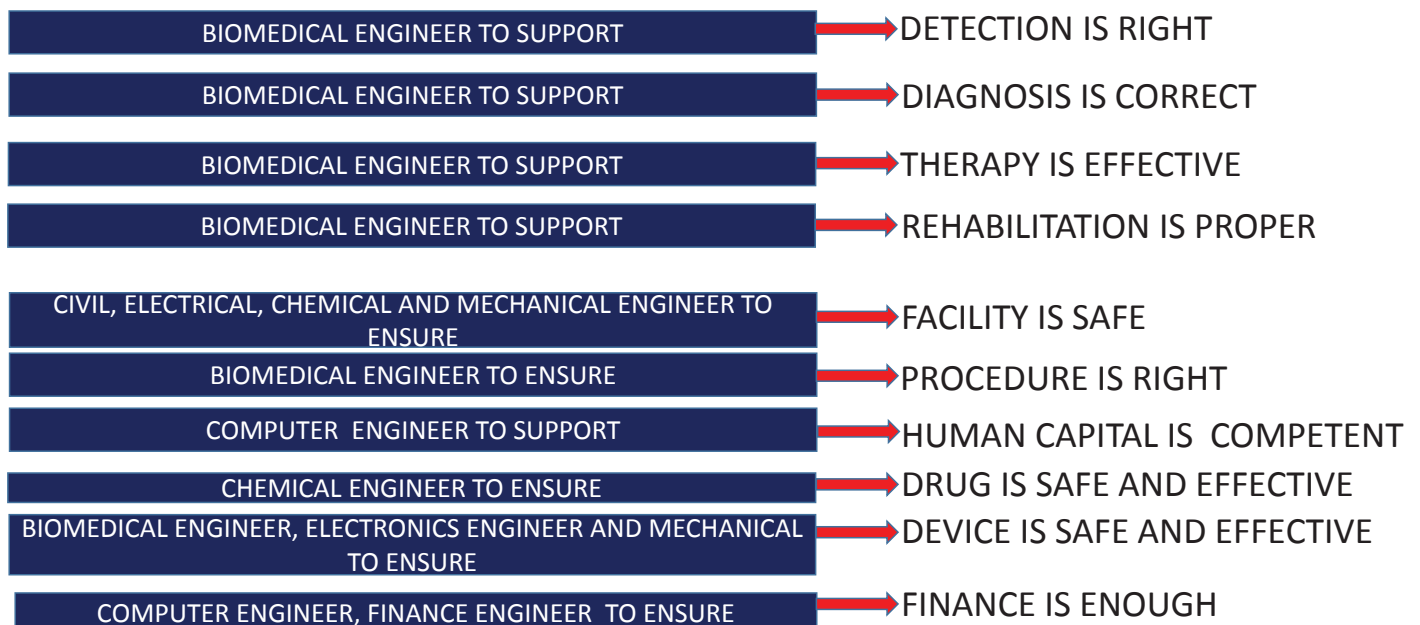 BIOMEDICAL ENGINEER TO SUPPORT
DETECTION IS RIGHT
BIOMEDICAL ENGINEER TO SUPPORT
DIAGNOSIS IS CORRECT
BIOMEDICAL ENGINEER TO SUPPORT
THERAPY IS EFFECTIVE
BIOMEDICAL ENGINEER TO SUPPORT
REHABILITATION IS PROPER
CIVIL, ELECTRICAL, CHEMICAL AND MECHANICAL ENGINEER TO
ENSURE
FACILITY IS SAFE
BIOMEDICAL ENGINEER TO ENSURE
PROCEDURE IS RIGHT
COMPUTER ENGINEER TO SUPPORT
HUMAN CAPITAL IS COMPETENT
CHEMICAL ENGINEER TO ENSURE
DRUG IS SAFE AND EFFECTIVE
BIOMEDICAL ENGINEER, ELECTRONICS ENGINEER AND MECHANICAL
TO ENSURE
DEVICE IS SAFE AND EFFECTIVE
COMPUTER ENGINEER, FINANCE ENGINEER TO ENSURE
FINANCE IS ENOUGH